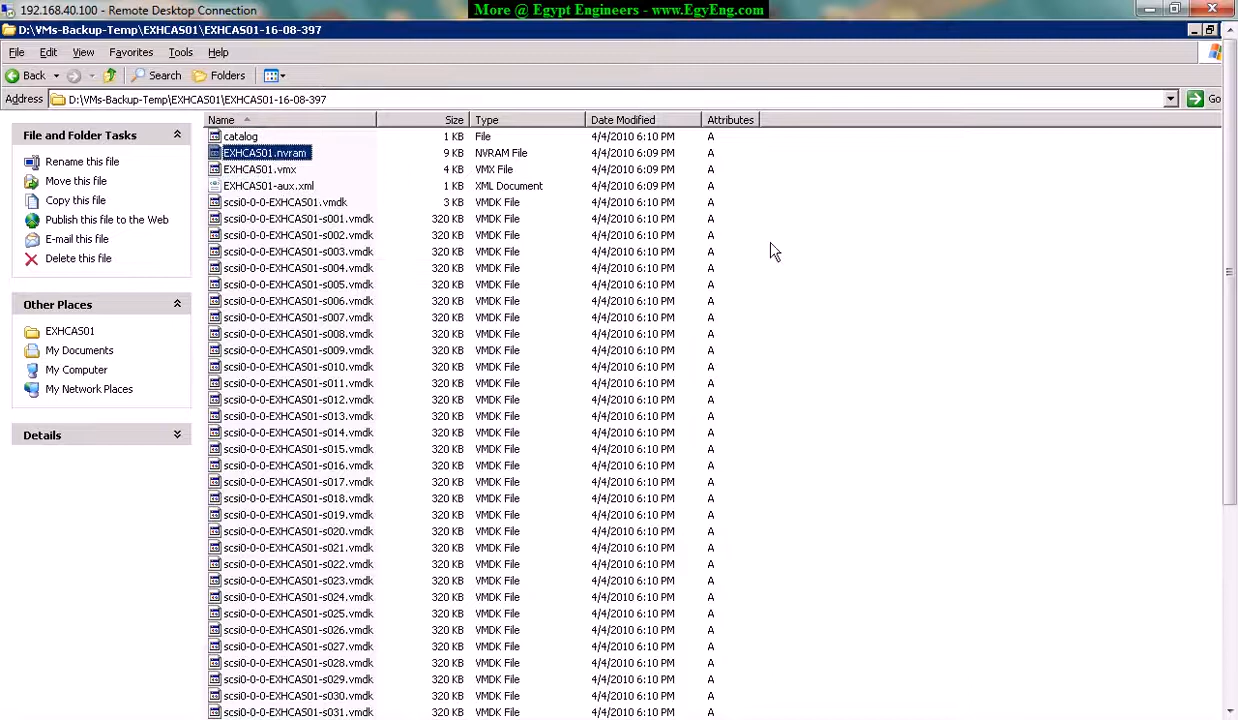 192.168.40.100 - Remote Desktop Connection
More @ Egypt Engineers - www.EgyEng.com
D:\VMs-Backup-Temp\EXHCAS01\EXHCAS01-16-08-397
File Edit View Favorites Tools Help
Back Search Folders
Address D:\VMs-Backup-Temp\EXHCAS01\EXHCAS01-16-08-397 Go
File and Folder Tasks
Rename this file
Move this file
Copy this file
Publish this file to the Web
E-mail this file
Delete this file
Other Places
EXHCAS01
My Documents
My Computer
My Network Places
Details
Name Size Type Date Modified Attributes
catalog 1 KB File 4/4/2010 6:10 PM A
EXHCAS01.nvram 9 KB NVRAM File 4/4/2010 6:09 PM A
EXHCAS01.vmx 4 KB VMX File 4/4/2010 6:09 PM A
EXHCAS01-aux.xml 1 KB XML Document 4/4/2010 6:09 PM A
scsi0-0-0-EXHCAS01.vmdk 3 KB VMDK File 4/4/2010 6:10 PM A
scsi0-0-0-EXHCAS01-s001.vmdk 320 KB VMDK File 4/4/2010 6:10 PM A
scsi0-0-0-EXHCAS01-s002.vmdk 320 KB VMDK File 4/4/2010 6:10 PM A
scsi0-0-0-EXHCAS01-s003.vmdk 320 KB VMDK File 4/4/2010 6:10 PM A
scsi0-0-0-EXHCAS01-s004.vmdk 320 KB VMDK File 4/4/2010 6:10 PM A
scsi0-0-0-EXHCAS01-s005.vmdk 320 KB VMDK File 4/4/2010 6:10 PM A
scsi0-0-0-EXHCAS01-s006.vmdk 320 KB VMDK File 4/4/2010 6:10 PM A
scsi0-0-0-EXHCAS01-s007.vmdk 320 KB VMDK File 4/4/2010 6:10 PM A
scsi0-0-0-EXHCAS01-s008.vmdk 320 KB VMDK File 4/4/2010 6:10 PM A
scsi0-0-0-EXHCAS01-s009.vmdk 320 KB VMDK File 4/4/2010 6:10 PM A
scsi0-0-0-EXHCAS01-s010.vmdk 320 KB VMDK File 4/4/2010 6:10 PM A
scsi0-0-0-EXHCAS01-s011.vmdk 320 KB VMDK File 4/4/2010 6:10 PM A
scsi0-0-0-EXHCAS01-s012.vmdk 320 KB VMDK File 4/4/2010 6:10 PM A
scsi0-0-0-EXHCAS01-s013.vmdk 320 KB VMDK File 4/4/2010 6:10 PM A
scsi0-0-0-EXHCAS01-s014.vmdk 320 KB VMDK File 4/4/2010 6:10 PM A
scsi0-0-0-EXHCAS01-s015.vmdk 320 KB VMDK File 4/4/2010 6:10 PM A
scsi0-0-0-EXHCAS01-s016.vmdk 320 KB VMDK File 4/4/2010 6:10 PM A
scsi0-0-0-EXHCAS01-s017.vmdk 320 KB VMDK File 4/4/2010 6:10 PM A
scsi0-0-0-EXHCAS01-s018.vmdk 320 KB VMDK File 4/4/2010 6:10 PM A
scsi0-0-0-EXHCAS01-s019.vmdk 320 KB VMDK File 4/4/2010 6:10 PM A
scsi0-0-0-EXHCAS01-s020.vmdk 320 KB VMDK File 4/4/2010 6:10 PM A
scsi0-0-0-EXHCAS01-s021.vmdk 320 KB VMDK File 4/4/2010 6:10 PM A
scsi0-0-0-EXHCAS01-s022.vmdk 320 KB VMDK File 4/4/2010 6:10 PM A
scsi0-0-0-EXHCAS01-s023.vmdk 320 KB VMDK File 4/4/2010 6:10 PM A
scsi0-0-0-EXHCAS01-s024.vmdk 320 KB VMDK File 4/4/2010 6:10 PM A
scsi0-0-0-EXHCAS01-s025.vmdk 320 KB VMDK File 4/4/2010 6:10 PM A
scsi0-0-0-EXHCAS01-s026.vmdk 320 KB VMDK File 4/4/2010 6:10 PM A
scsi0-0-0-EXHCAS01-s027.vmdk 320 KB VMDK File 4/4/2010 6:10 PM A
scsi0-0-0-EXHCAS01-s028.vmdk 320 KB VMDK File 4/4/2010 6:10 PM A
scsi0-0-0-EXHCAS01-s029.vmdk 320 KB VMDK File 4/4/2010 6:10 PM A
scsi0-0-0-EXHCAS01-s030.vmdk 320 KB VMDK File 4/4/2010 6:10 PM A
scsi0-0-0-EXHCAS01-s031.vmdk 320 KB VMDK File 4/4/2010 6:10 PM A